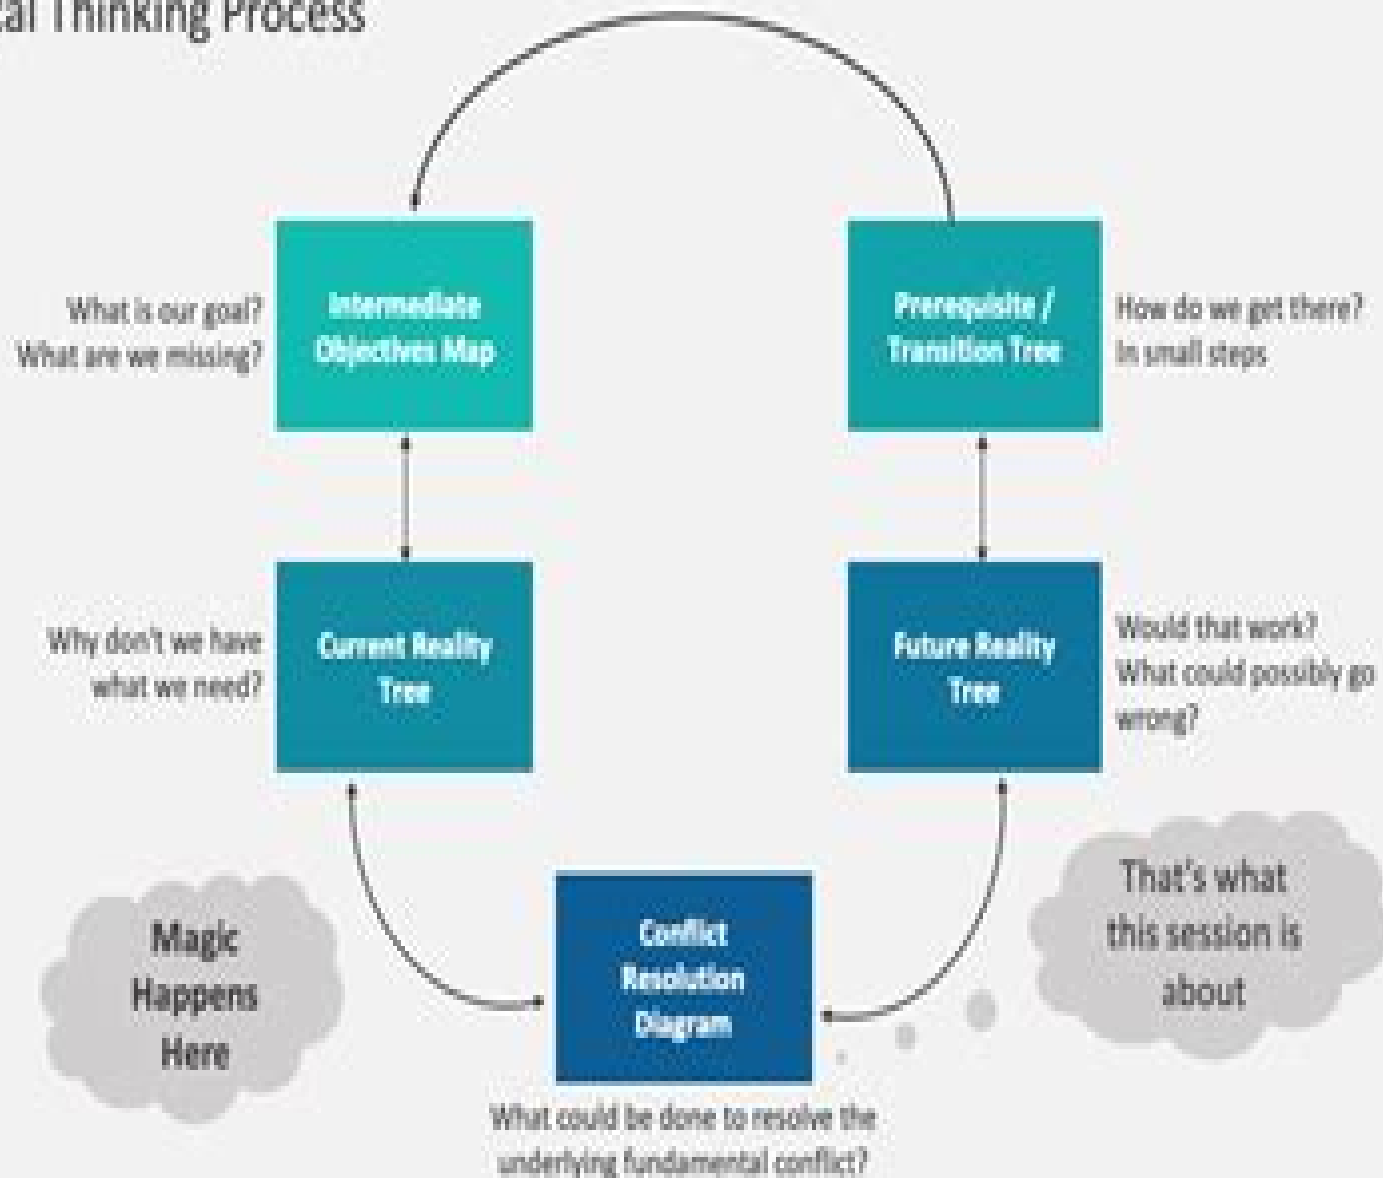 Thinking Process
What is our goal?
What are we missing?
Intermediate
Objectives Map
Prerequisite /
Transition Tree
How do we get there?
In small steps
Why don't we have
what we need?
Current Reality
Tree
Future Reality
Tree
Would that work?
What could possibly go
wrong?
Magic
Happens
Here
Conflict
Resolution
Diagram
That's what
this session is
about
What could be done to resolve the
underlying fundamental conflict?